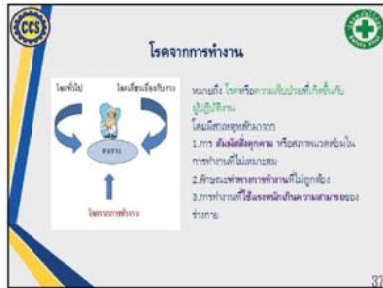 CCS
โรคจากการทำงาน
โรคทั่วไป
โรคเกี่ยวเนื่องกับงาน
คนงาน
โรคจากการทำงาน
หมายถึง โรคหรือความเจ็บป่วยที่เกิดขึ้นกับ
ผู้ปฏิบัติงาน
โดยมีสาเหตุหลักมาจาก
1.การ สัมผัสสิ่งคุกคาม หรือสภาพแวดล้อมใน
การทำงานที่ไม่เหมาะสม
2.ลักษณะท่าทางการทำงานที่ไม่ถูกต้อง
3.การทำงานที่ใช้แรงหนักเกินความสามารถของ
ร่างกาย
37